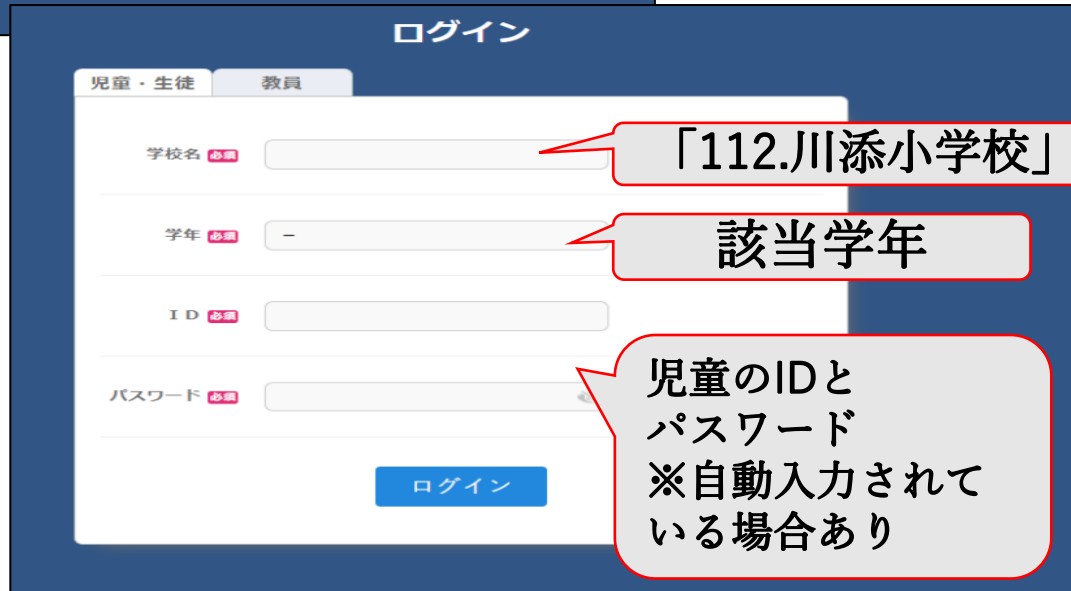 ログイン
児童・生徒
教員
学校名 必須
「112.川添小学校」
学年 必須
－
該当学年
ＩＤ 必須
パスワード 必須
児童のIDと
パスワード
※自動入力されて
いる場合あり
ログイン